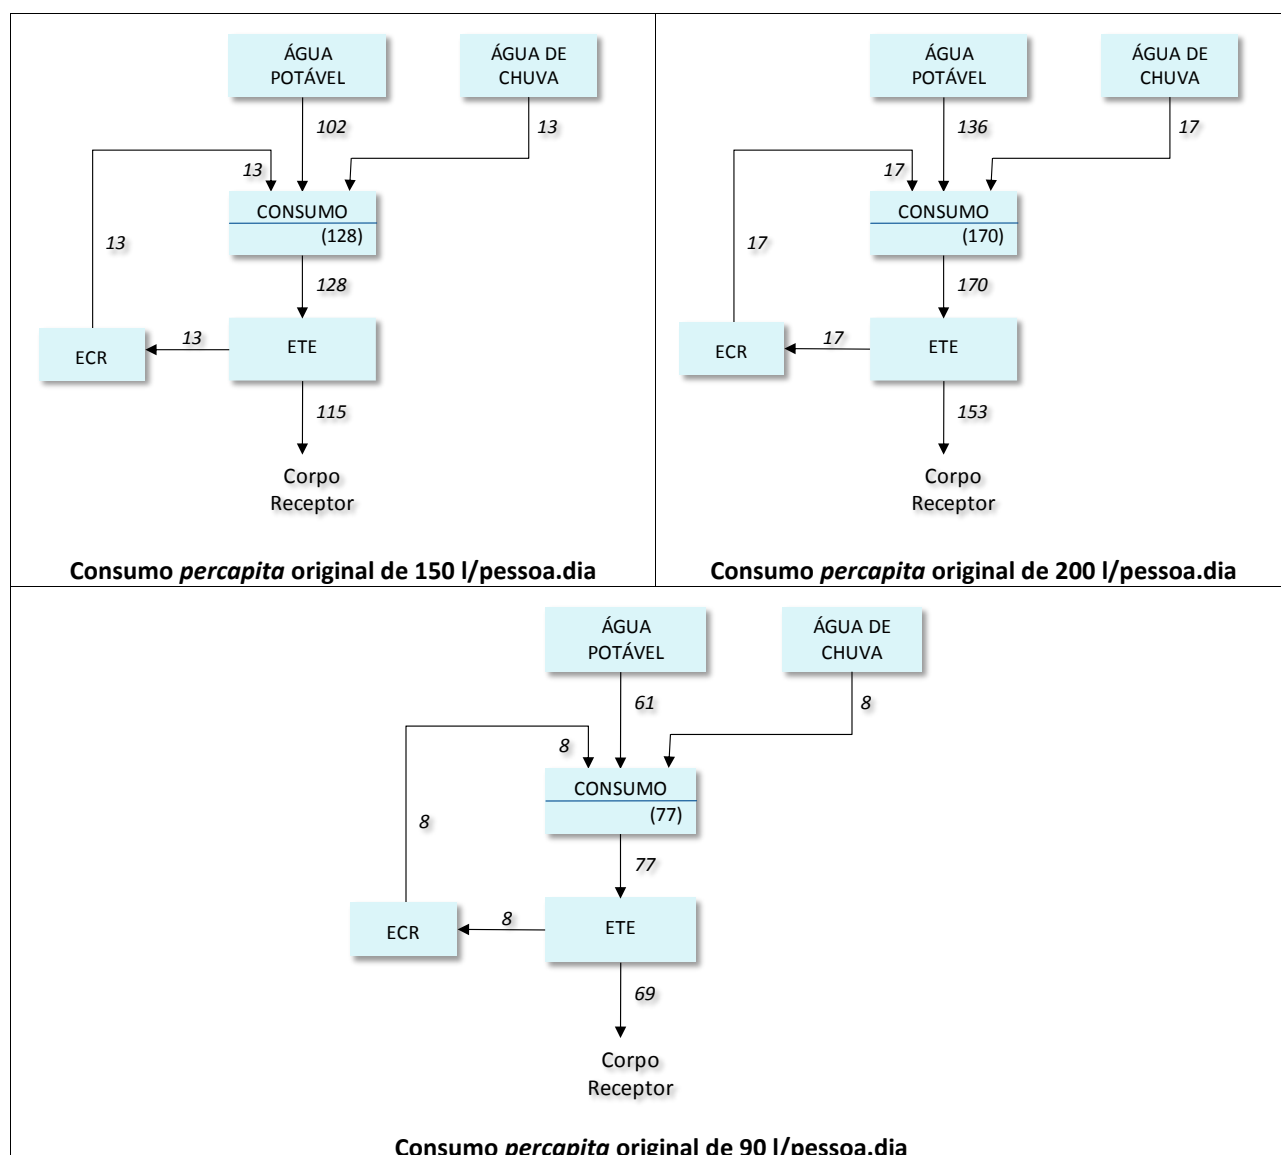 ÁGUA
POTÁVEL
ÁGUA DE
CHUVA
102
13
13
CONSUMO
(128)
13
128
ECR
13
ETE
115
Corpo
Receptor
Consumo percapita original de 150 l/pessoa.dia
ÁGUA
POTÁVEL
ÁGUA DE
CHUVA
136
17
17
CONSUMO
(170)
17
170
ECR
17
ETE
153
Corpo
Receptor
Consumo percapita original de 200 l/pessoa.dia
ÁGUA
POTÁVEL
ÁGUA DE
CHUVA
61
8
8
CONSUMO
(77)
8
77
ECR
8
ETE
69
Corpo
Receptor
Consumo percapita original de 90 l/pessoa.dia